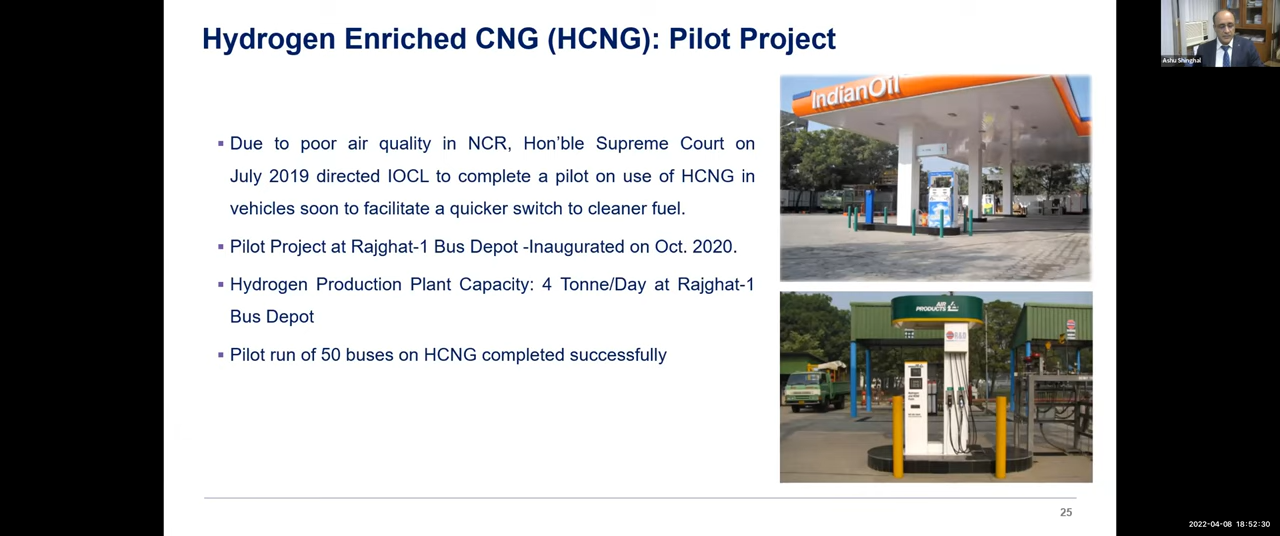 Hydrogen Enriched CNG (HCNG): Pilot Project
Ashu Shinghal
IndianOil
▪ Due to poor air quality in NCR, Hon'ble Supreme Court on
July 2019 directed IOCL to complete a pilot on use of HCNG in
vehicles soon to facilitate a quicker switch to cleaner fuel.
▪ Pilot Project at Rajghat-1 Bus Depot -Inaugurated on Oct. 2020.
▪ Hydrogen Production Plant Capacity: 4 Tonne/Day at Rajghat-1
Bus Depot
▪ Pilot run of 50 buses on HCNG completed successfully
AIR
PRODUCTS
R&D
25
2022-04-08 18:52:30